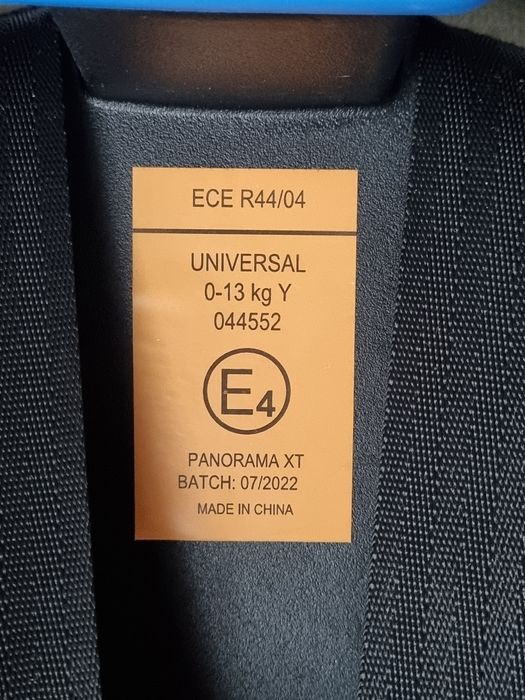 ECE R44/04
UNIVERSAL
0-13 kg Y
044552
E4
PANORAMA XT
BATCH: 07/2022
MADE IN CHINA